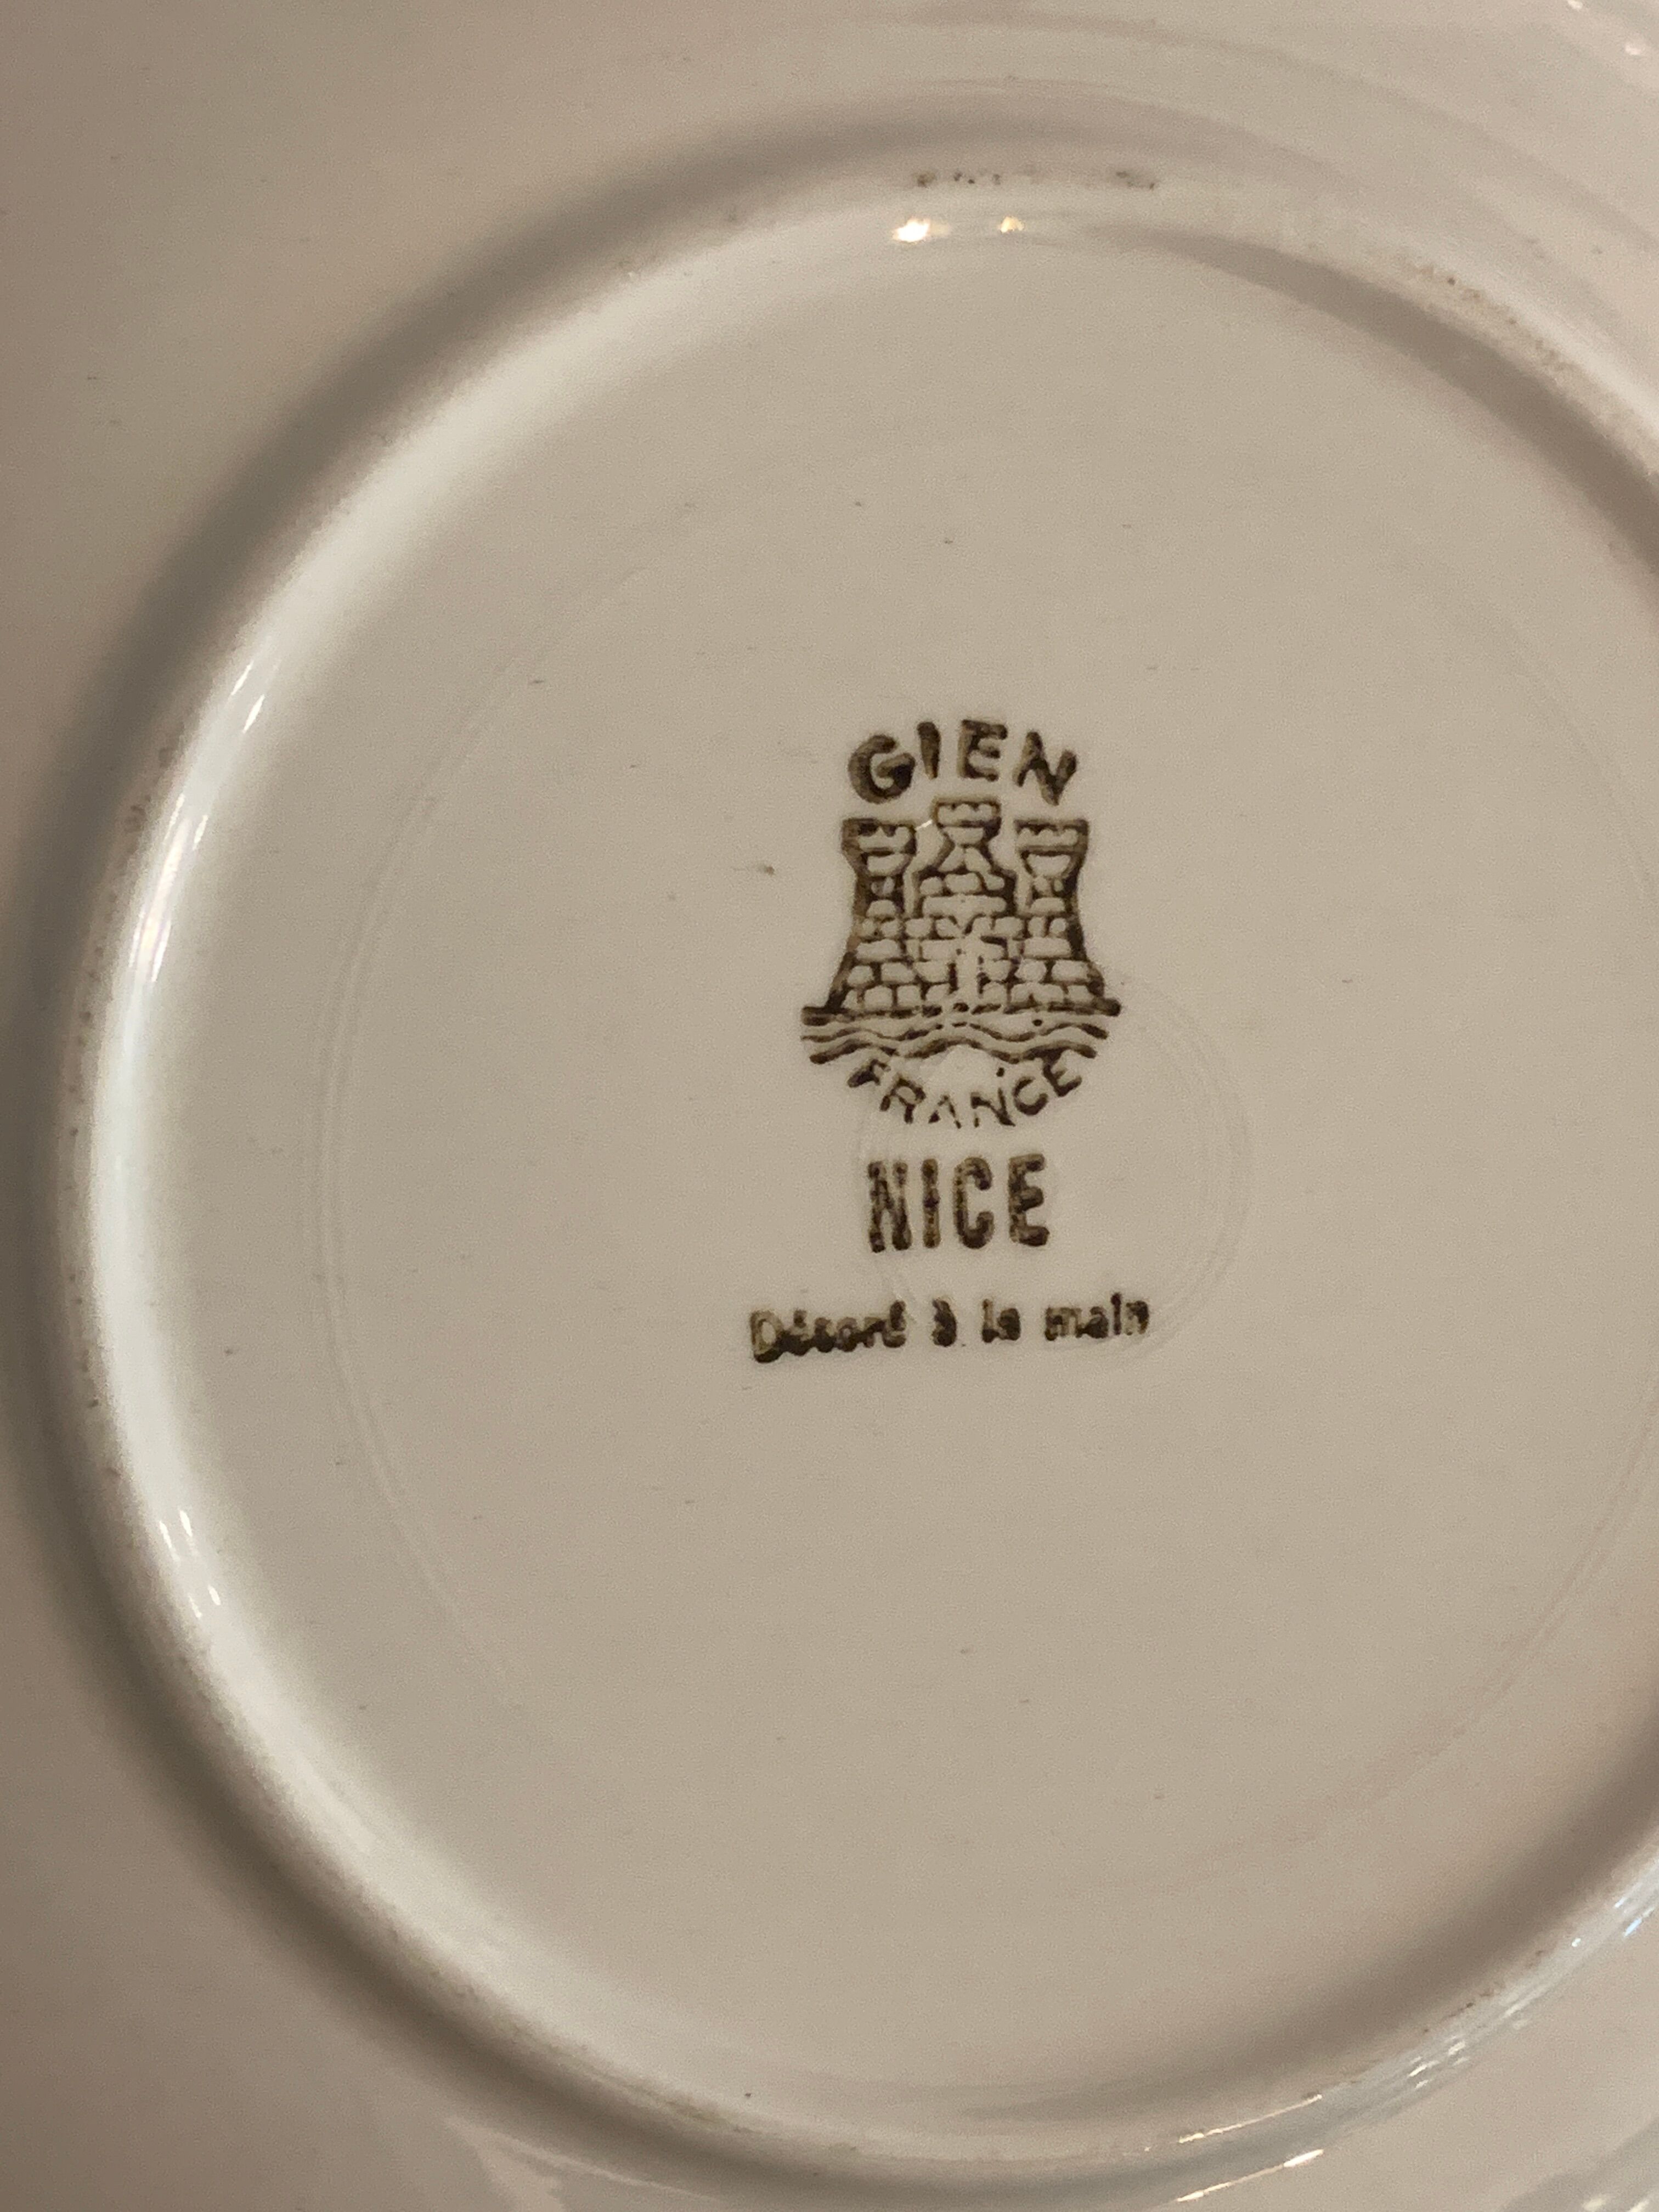 GIEN
FRANCE
NICE
Décoré à la main